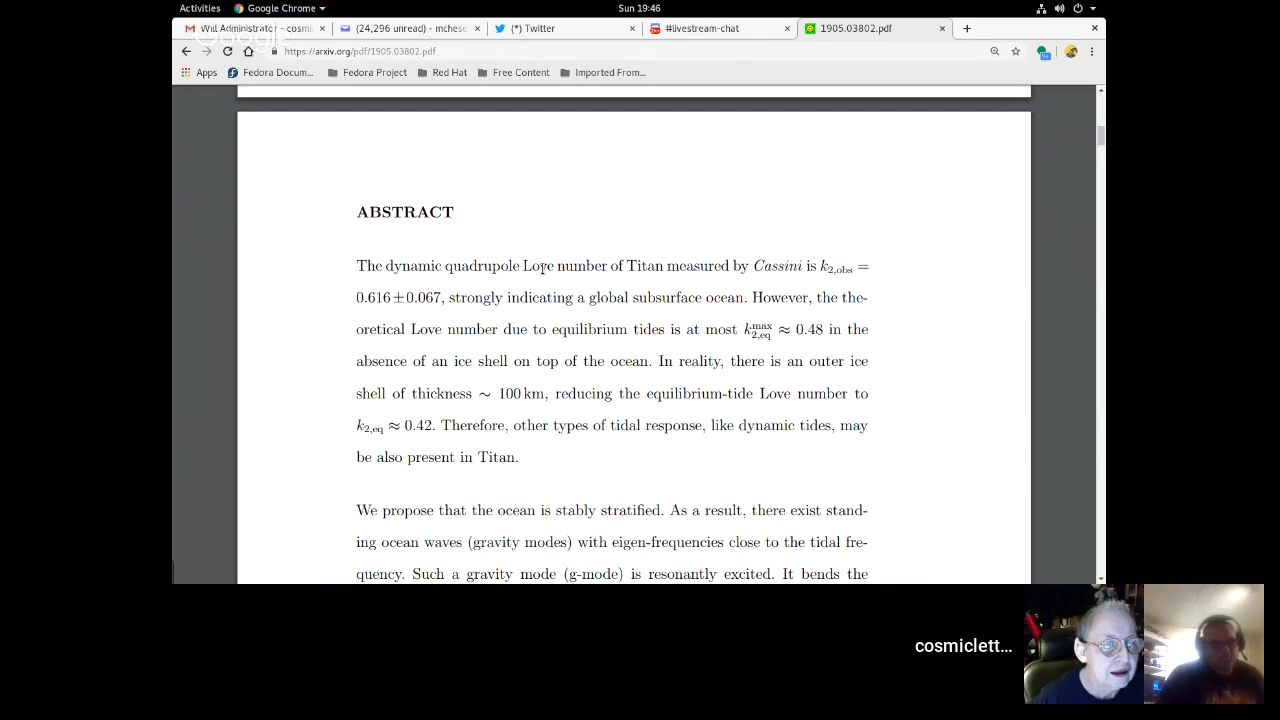 Activities Google Chrome Sun 19:46
Wul Administrator - cosmi (24,296 unread) - mchese (*) Twitter #livestream-chat 1905.03802.pdf
Google
https://arxiv.org/pdf/1905.03802.pdf
Apps Fedora Docum... Fedora Project Red Hat Free Content Imported From...
ABSTRACT
The dynamic quadrupole Love number of Titan measured by Cassini is k2,obs =
0.616±0.067, strongly indicating a global subsurface ocean. However, the the-
oretical Love number due to equilibrium tides is at most k2,eq^max ≈ 0.48 in the
absence of an ice shell on top of the ocean. In reality, there is an outer ice
shell of thickness ∼ 100 km, reducing the equilibrium-tide Love number to
k2,eq ≈ 0.42. Therefore, other types of tidal response, like dynamic tides, may
be also present in Titan.
We propose that the ocean is stably stratified. As a result, there exist stand-
ing ocean waves (gravity modes) with eigen-frequencies close to the tidal fre-
quency. Such a gravity mode (g-mode) is resonantly excited. It bends the
cosmiclett...